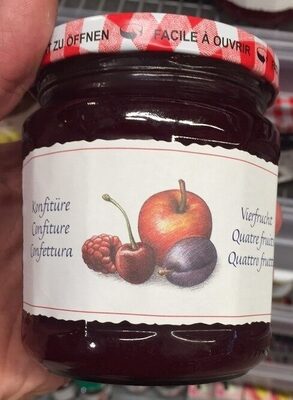 T ZU ÖFFNEN FACILE À OUVRIR
Konfitüre
Confiture
Confettura
Vierfrucht
Quatre fruits
Quattro frutti